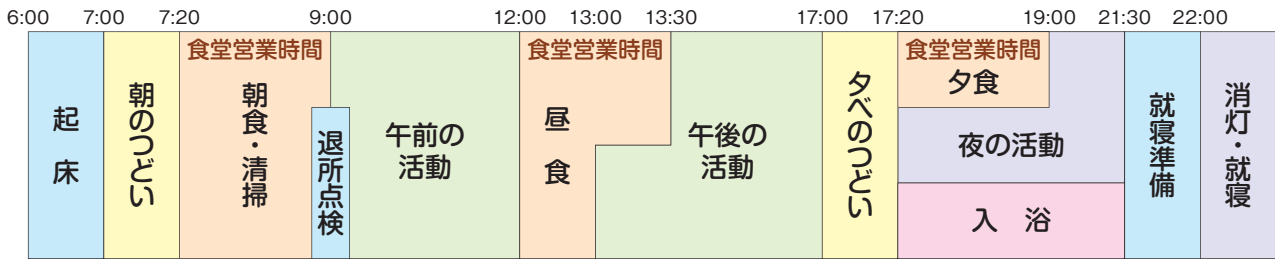 6:00 7:00 7:20 9:00 12:00 13:00 13:30 17:00 17:20 19:00 21:30 22:00
起床
朝のつどい
食堂営業時間
朝食・清掃
退所点検
午前の
活動
食堂営業時間
昼食
午後の
活動
夕べのつどい
食堂営業時間
夕食
夜の活動
入 浴
就寝準備
消灯・就寝